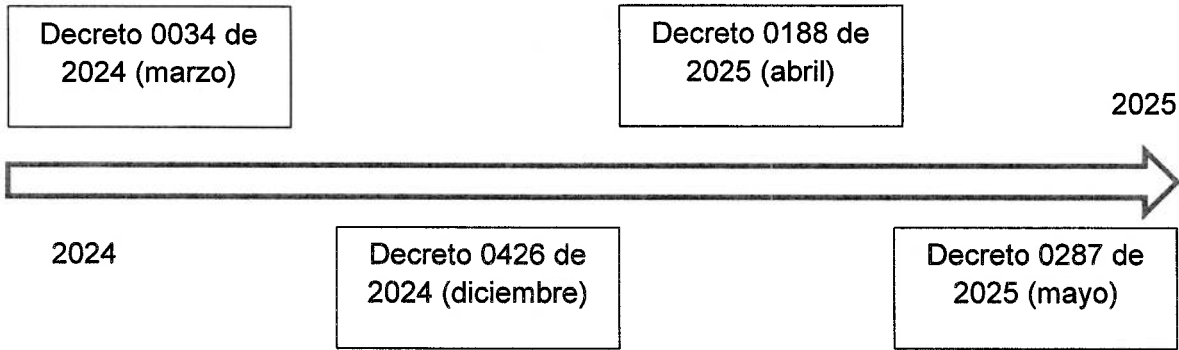 Decreto 0034 de
2024 (marzo)
Decreto 0188 de
2025 (abril)
2025
2024
Decreto 0426 de
2024 (diciembre)
Decreto 0287 de
2025 (mayo)